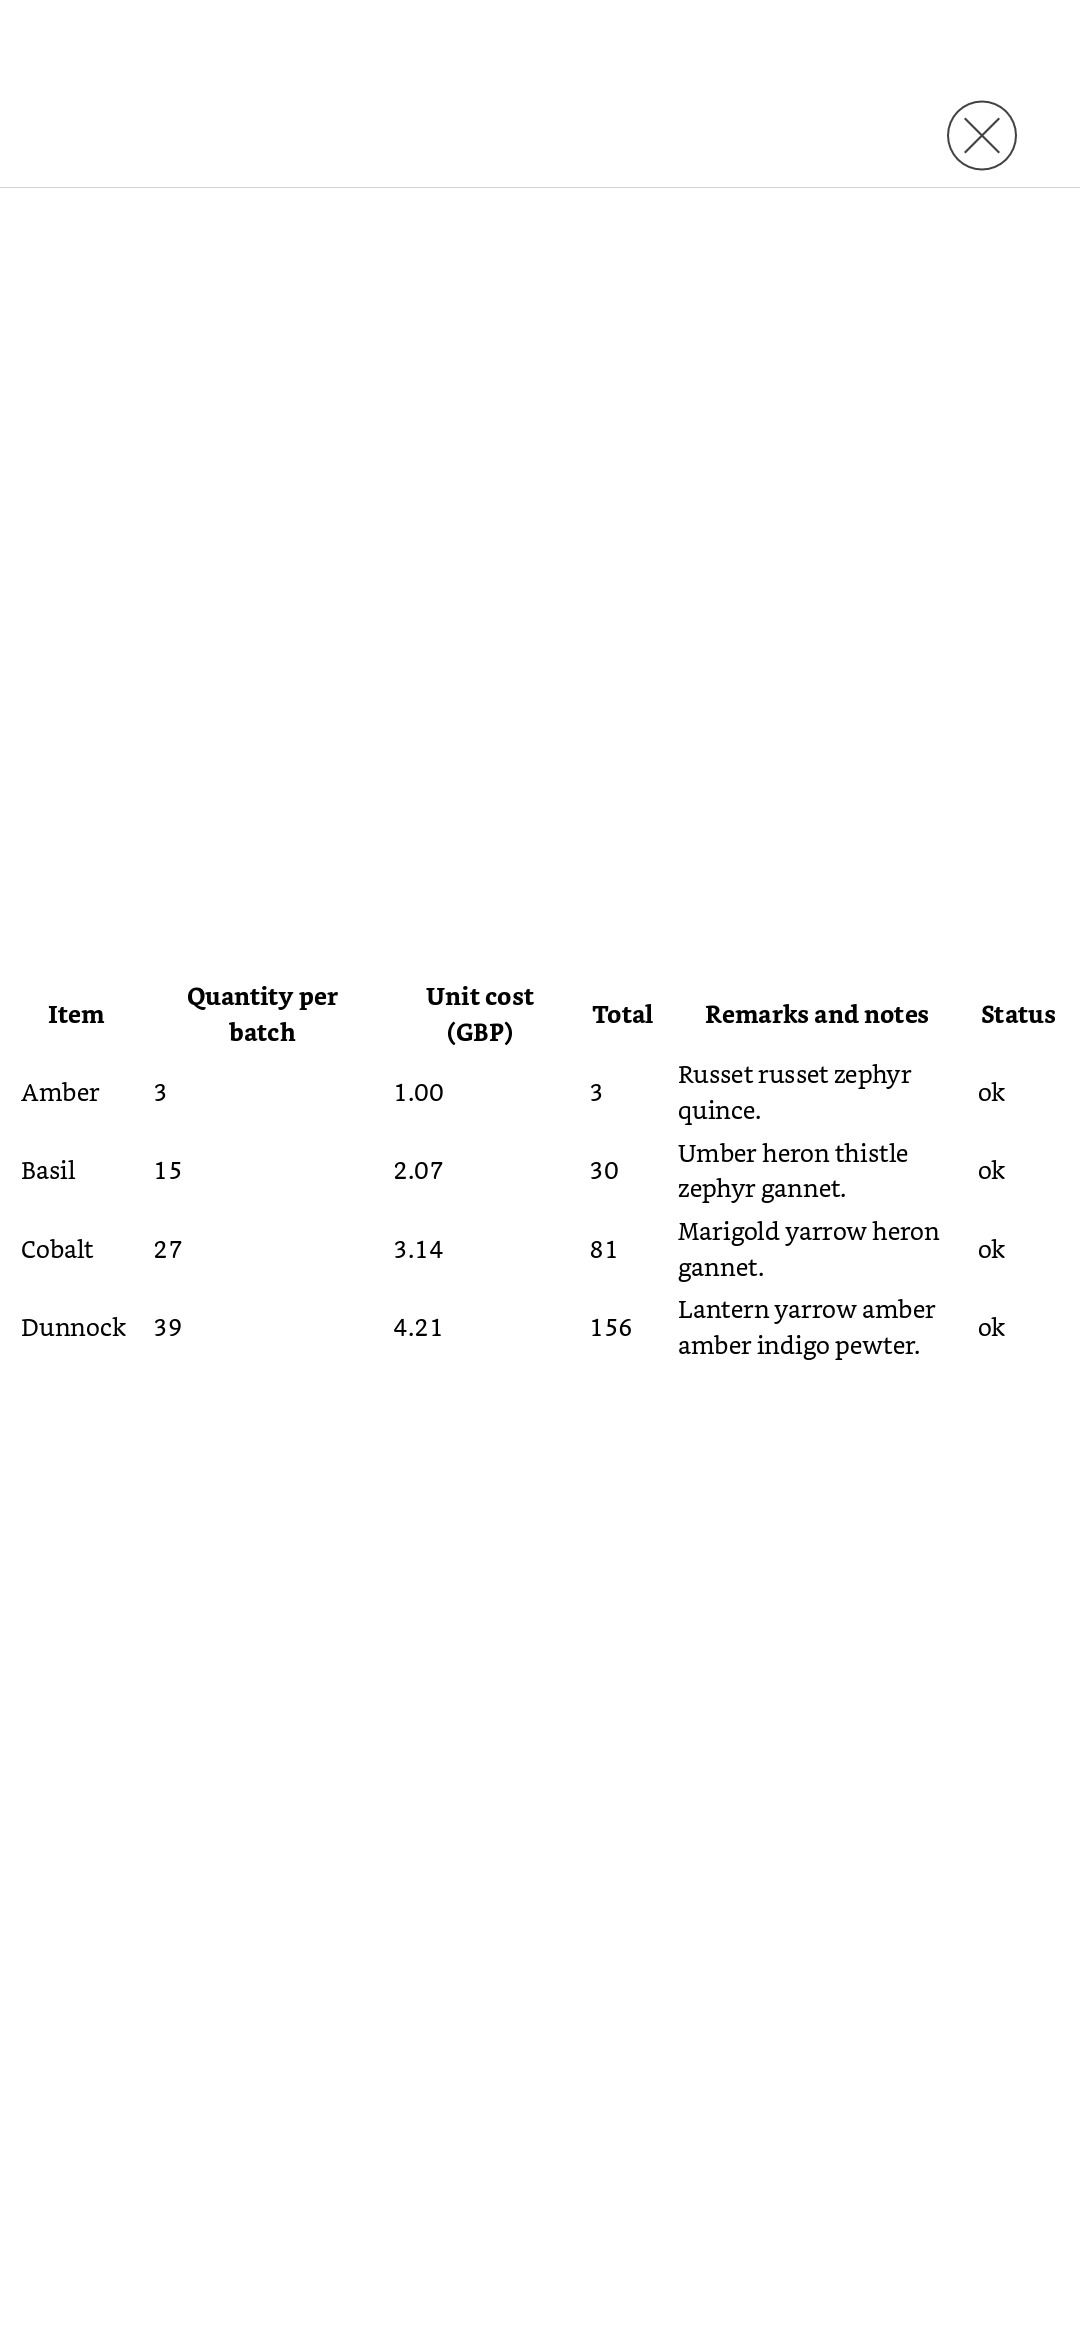 Item Quantity per batch Unit cost (GBP) Total Remarks and notes Status
Amber 3 1.00 3 Russet russet zephyr quince. ok
Basil 15 2.07 30 Umber heron thistle zephyr gannet. ok
Cobalt 27 3.14 81 Marigold yarrow heron gannet. ok
Dunnock 39 4.21 156 Lantern yarrow amber amber indigo pewter. ok